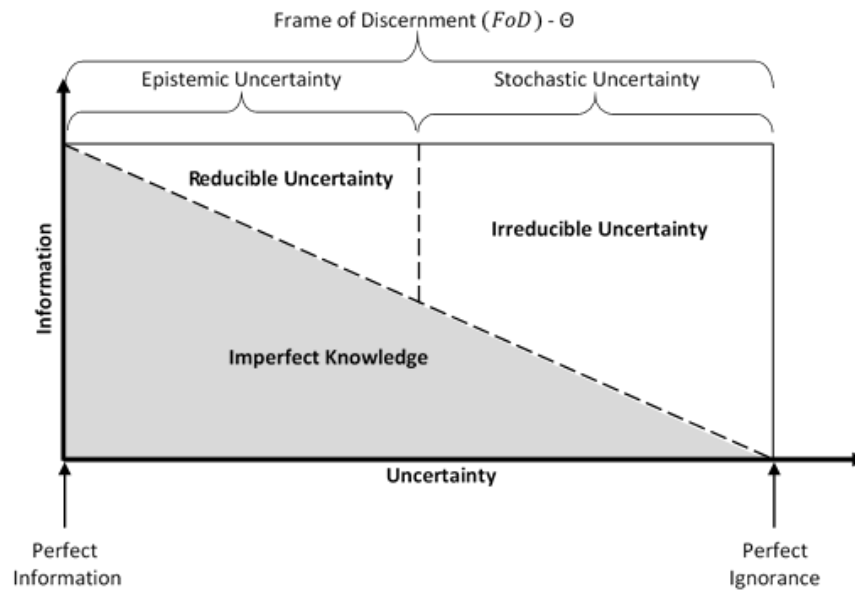 Frame of Discernment (FoD) - Θ
Epistemic Uncertainty
Stochastic Uncertainty
Reducible Uncertainty
Irreducible Uncertainty
Information
Imperfect Knowledge
Uncertainty
Perfect
Information
Perfect
Ignorance